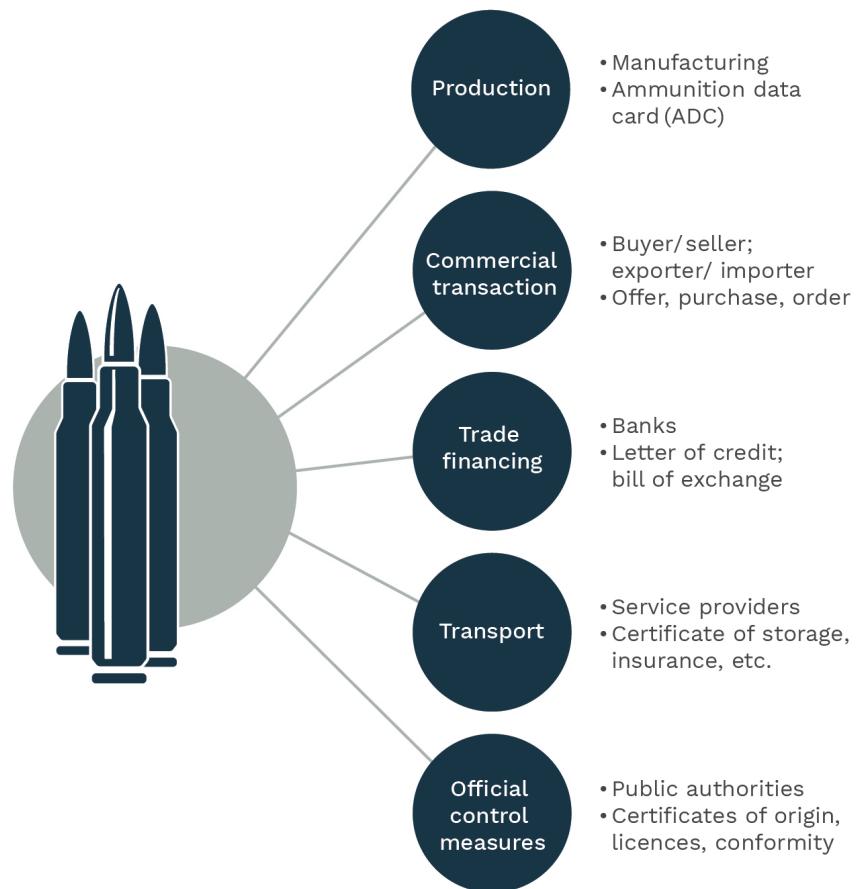 Production
• Manufacturing
• Ammunition data
card (ADC)
Commercial
transaction
• Buyer/seller;
exporter/ importer
• Offer, purchase, order
Trade
financing
• Banks
• Letter of credit;
bill of exchange
Transport
• Service providers
• Certificate of storage,
insurance, etc.
Official
control
measures
• Public authorities
• Certificates of origin,
licences, conformity